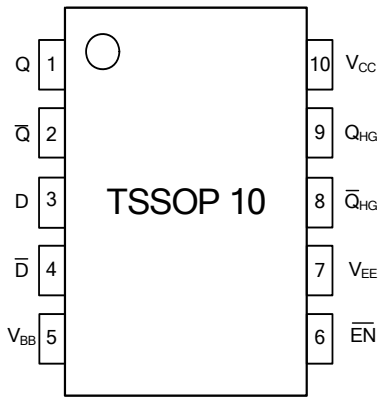 Q 1 10 V_CC
Q̅ 2 9 Q_HG
D 3 TSSOP 10 8 Q̅_HG
D̅ 4 7 V_EE
V_BB 5 6 E̅N̅